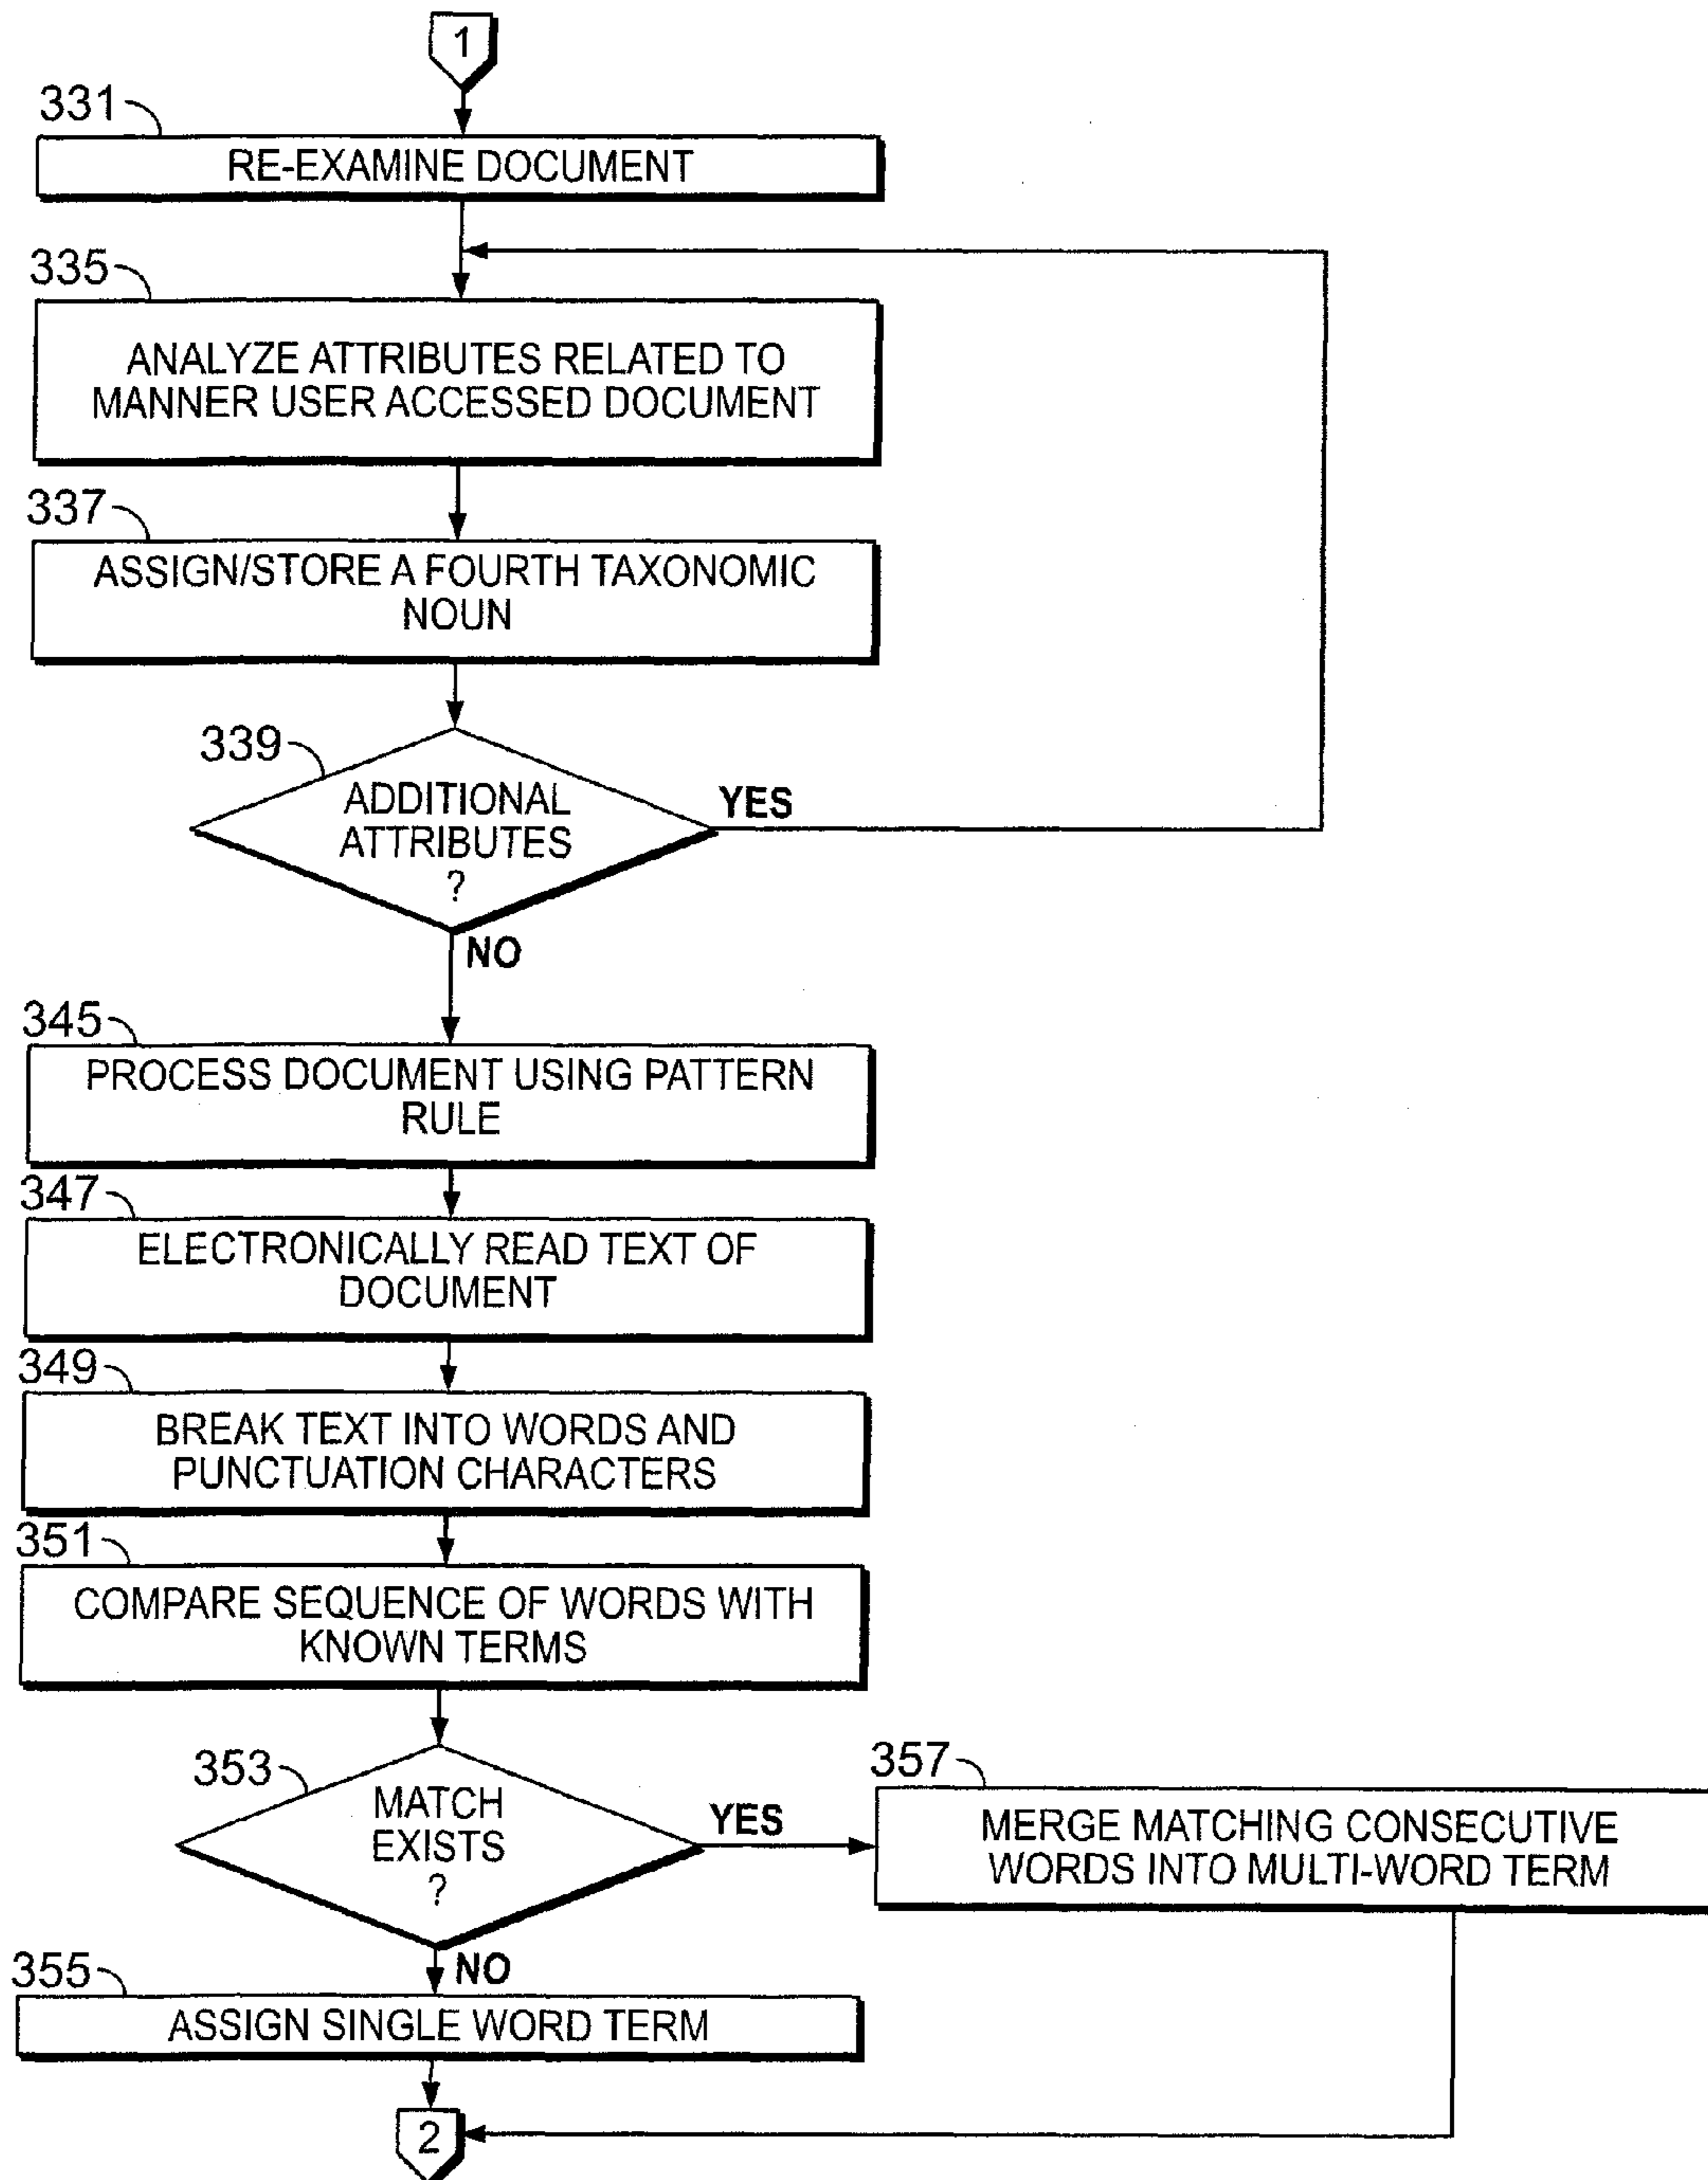 1
331
RE-EXAMINE DOCUMENT
335
ANALYZE ATTRIBUTES RELATED TO
MANNER USER ACCESSED DOCUMENT
337
ASSIGN/STORE A FOURTH TAXONOMIC
NOUN
339
ADDITIONAL
ATTRIBUTES
?
YES
NO
345
PROCESS DOCUMENT USING PATTERN
RULE
347
ELECTRONICALLY READ TEXT OF
DOCUMENT
349
BREAK TEXT INTO WORDS AND
PUNCTUATION CHARACTERS
351
COMPARE SEQUENCE OF WORDS WITH
KNOWN TERMS
353
MATCH
EXISTS
?
YES
357
MERGE MATCHING CONSECUTIVE
WORDS INTO MULTI-WORD TERM
NO
355
ASSIGN SINGLE WORD TERM
2